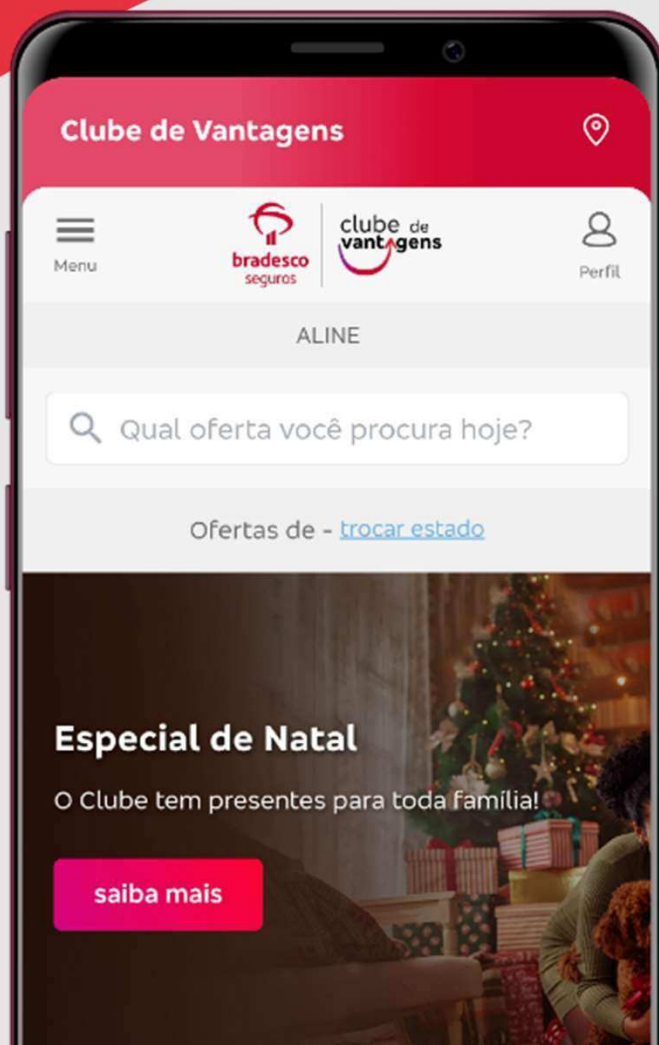 Clube de Vantagens
Menu
bradesco
seguros
clube de
vantagens
Perfil
ALINE
Qual oferta você procura hoje?
Ofertas de - trocar estado
Especial de Natal
O Clube tem presentes para toda família!
saiba mais